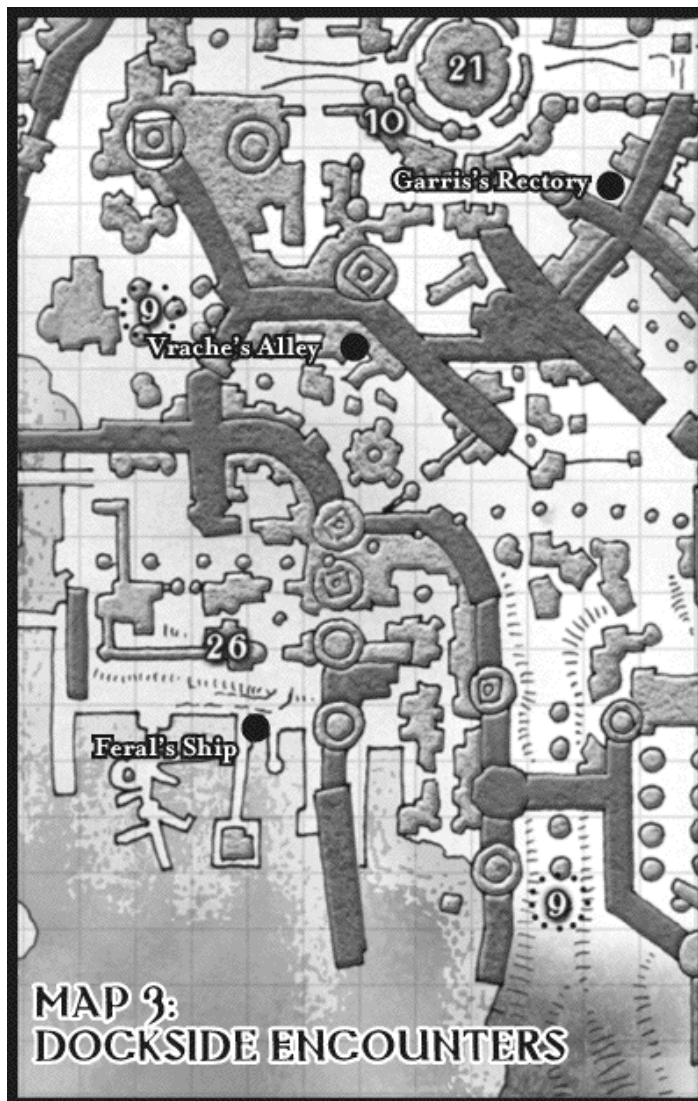 21
10
Garris's Rectory
9
Vrache's Alley
26
Feral's Ship
9
MAP 3:
DOCKSIDE ENCOUNTERS